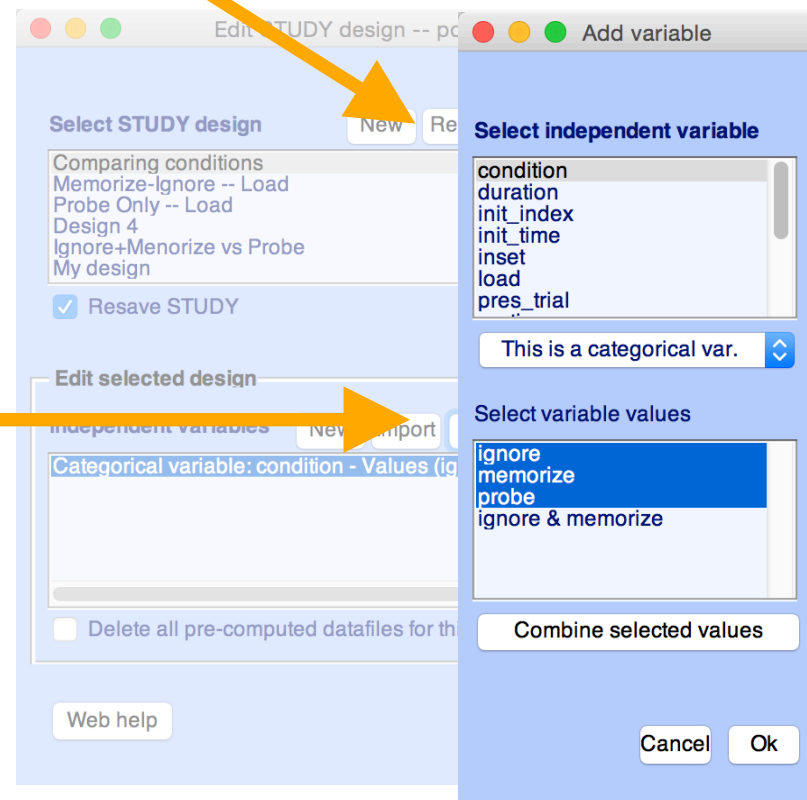 Edit STUDY design -- po
Select STUDY design
New
Re
Comparing conditions
Memorize-Ignore -- Load
Probe Only -- Load
Design 4
Ignore+Menorize vs Probe
My design
Resave STUDY
Edit selected design
Independent variables
New
Import
Categorical variable: condition - Values (ig
Delete all pre-computed datafiles for thi
Web help
Add variable
Select independent variable
condition
duration
init_index
init_time
inset
load
pres_trial
This is a categorical var.
Select variable values
ignore
memorize
probe
ignore & memorize
Combine selected values
Cancel
Ok